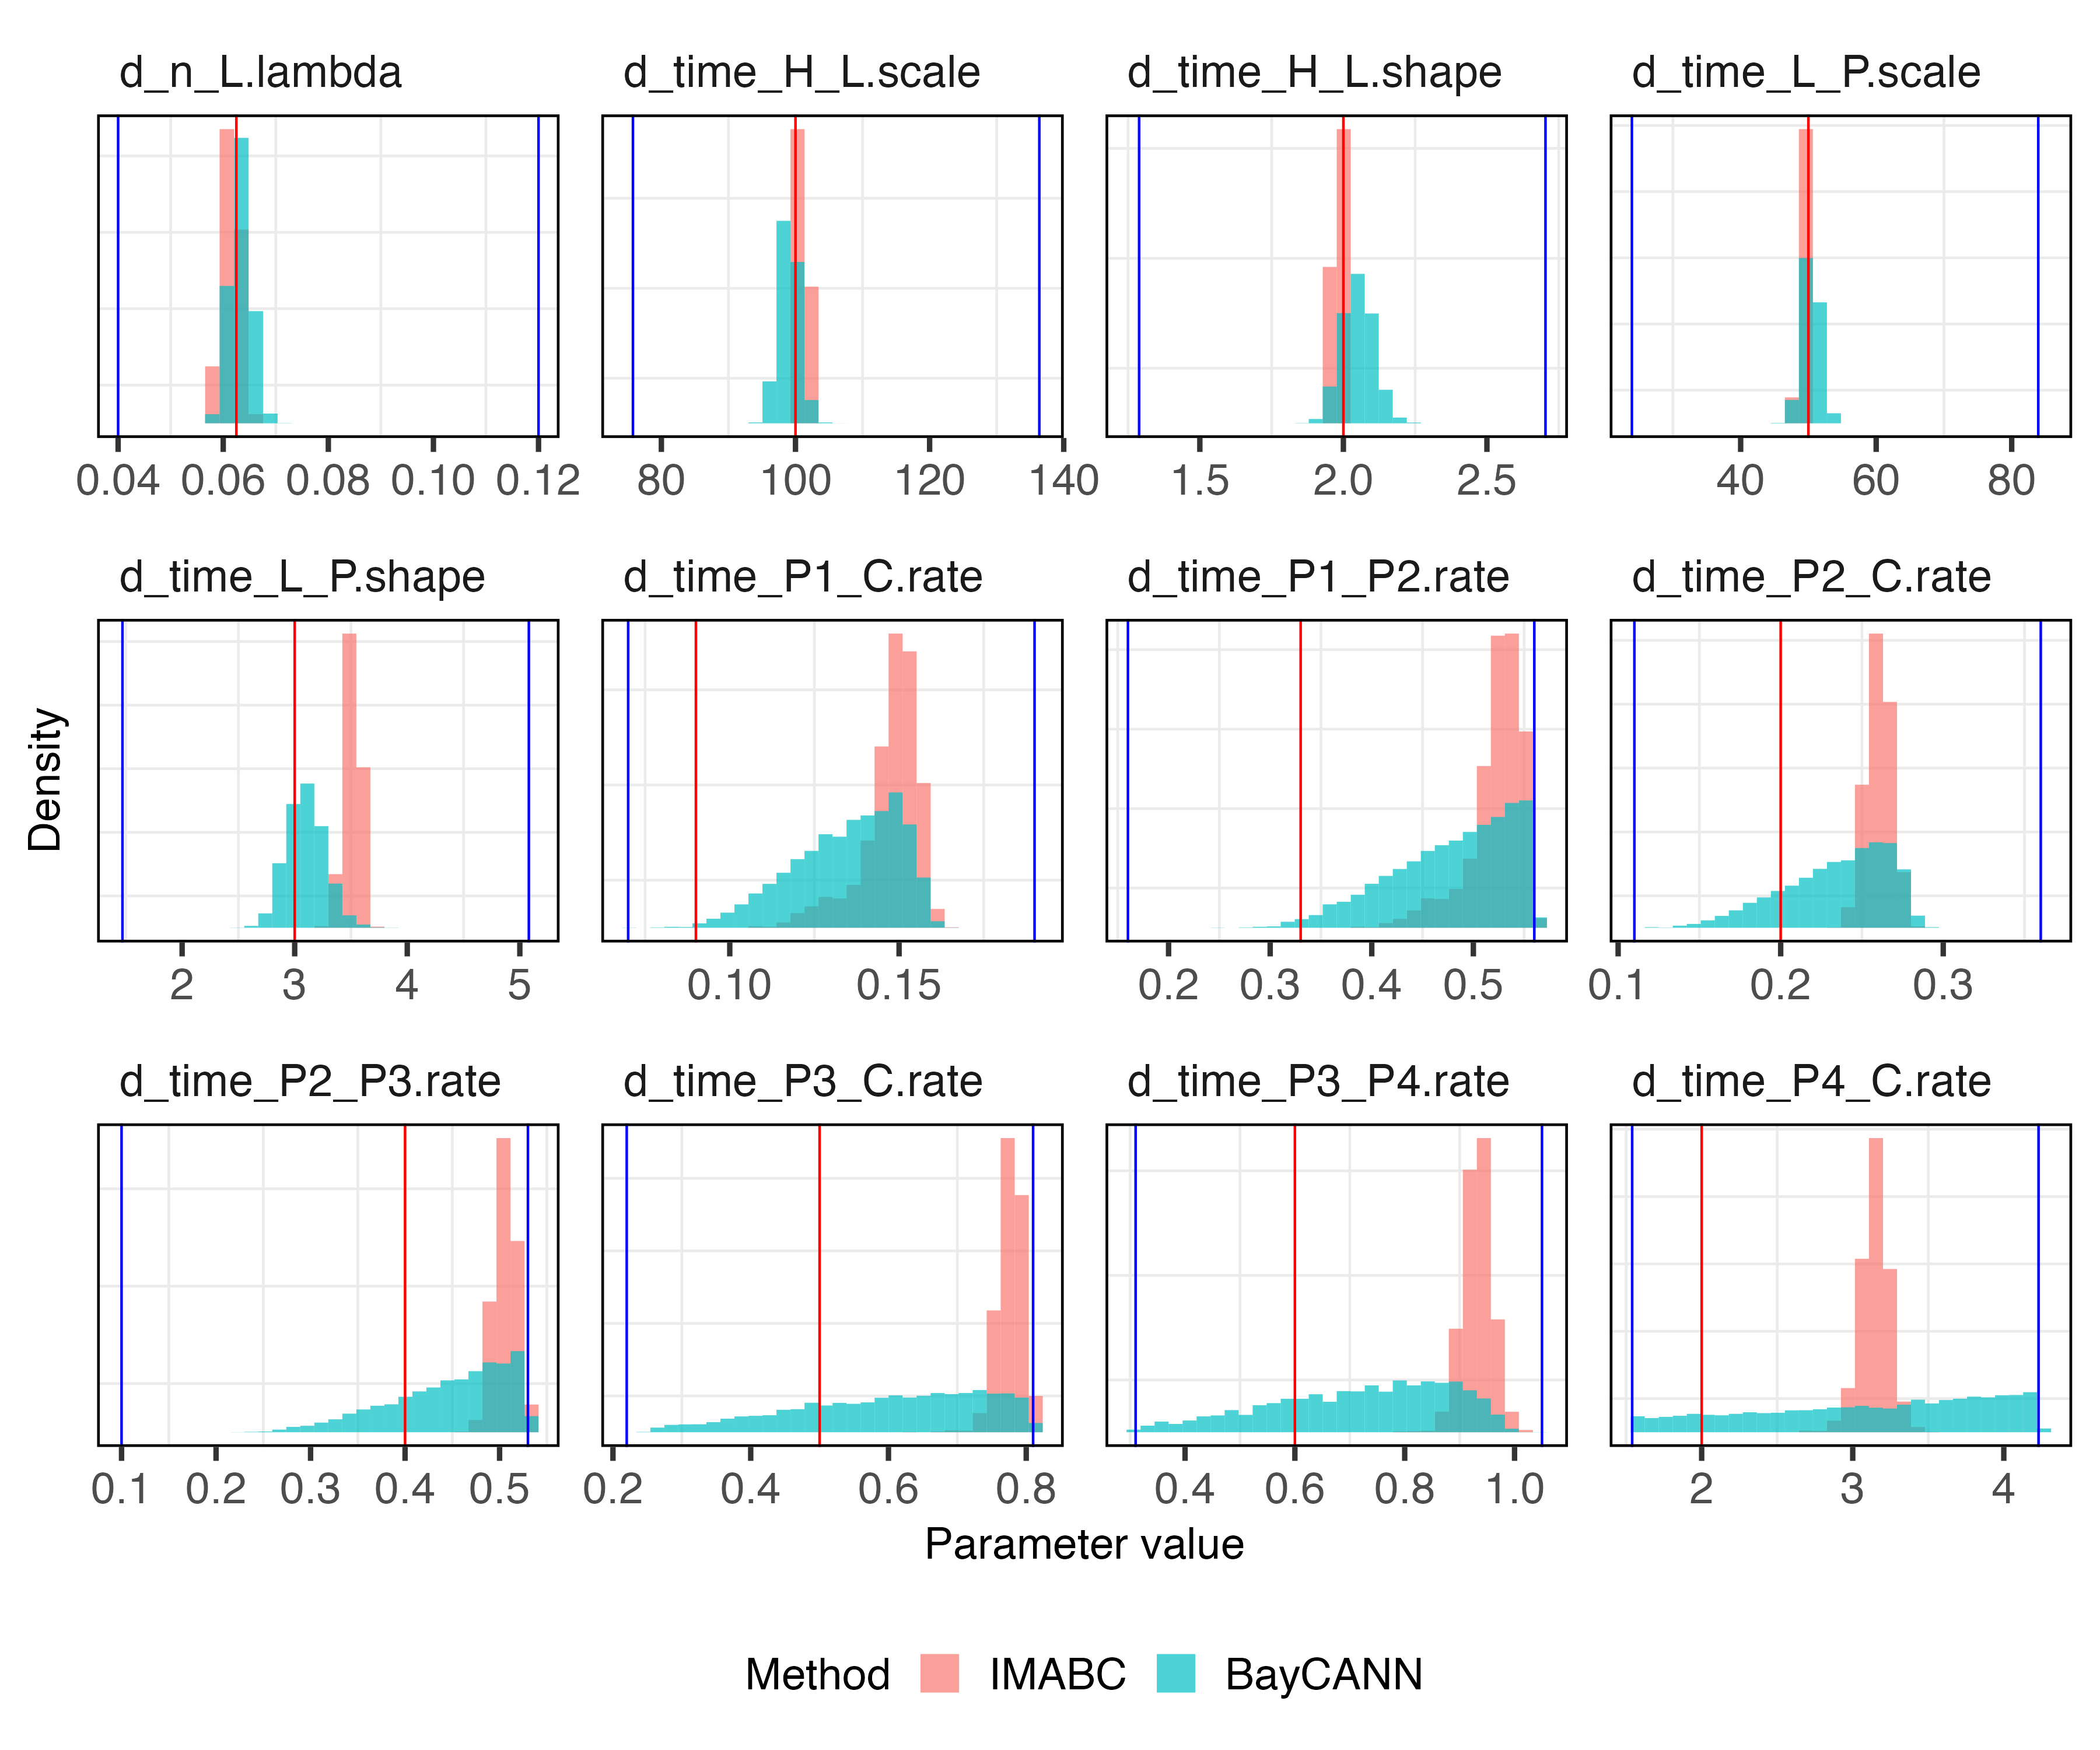 d_n_L.lambda d_time_H_L.scale d_time_H_L.shape d_time_L_P.scale
0.04 0.06 0.08 0.10 0.12 80 100 120 140 1.5 2.0 2.5 40 60 80
d_time_L_P.shape d_time_P1_C.rate d_time_P1_P2.rate d_time_P2_C.rate
Density
2 3 4 5 0.10 0.15 0.2 0.3 0.4 0.5 0.1 0.2 0.3
d_time_P2_P3.rate d_time_P3_C.rate d_time_P3_P4.rate d_time_P4_C.rate
0.1 0.2 0.3 0.4 0.5 0.2 0.4 0.6 0.8 0.4 0.6 0.8 1.0 2 3 4
Parameter value
Method IMABC BayCANN